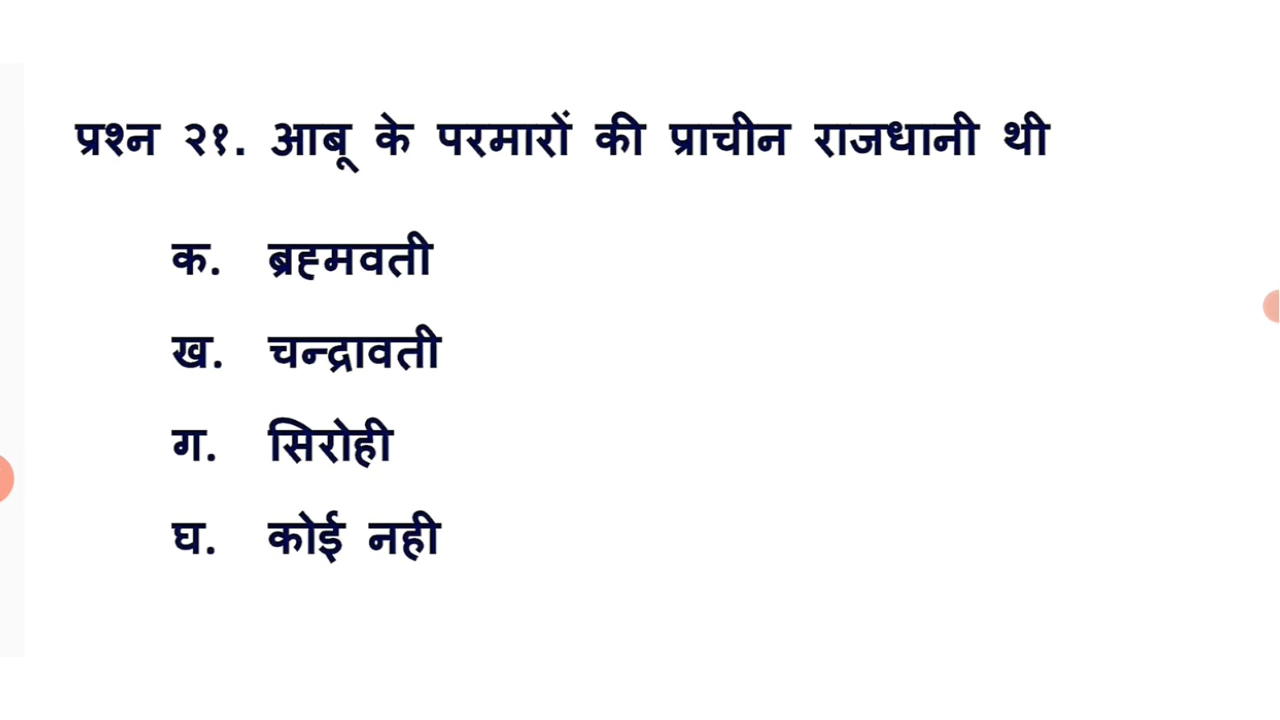 प्रश्न २१. आबू के परमारों की प्राचीन राजधानी थी
क. ब्रह्मवती
ख. चन्द्रावती
ग. सिरोही
घ. कोई नही